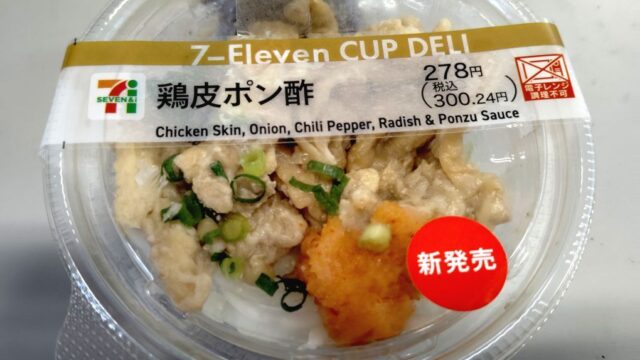 7-Eleven CUP DELI
7
SEVEN&i
鶏皮ポン酢
278円
(税込
300.24円)
電子レンジ
調理不可
Chicken Skin, Onion, Chili Pepper, Radish & Ponzu Sauce
新発売